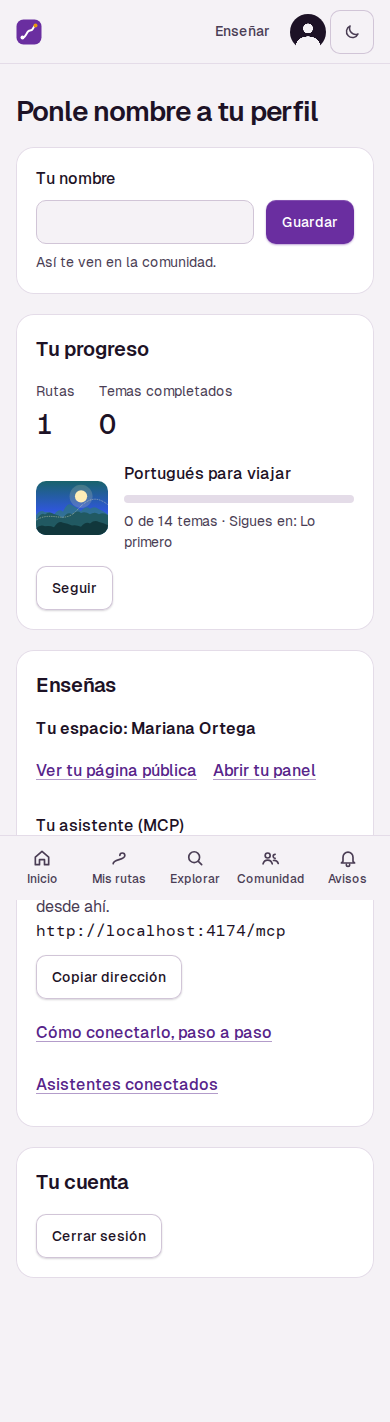 Enseñar
Ponle nombre a tu perfil
Tu nombre
Guardar
Así te ven en la comunidad.
Tu progreso
Rutas
Temas completados
1
0
Portugués para viajar
0 de 14 temas · Sigues en: Lo
primero
Seguir
Enseñas
Tu espacio: Mariana Ortega
Ver tu página pública
Abrir tu panel
Tu asistente (MCP)
Inicio
Mis rutas
Explorar
Comunidad
Avisos
desde ahí.
http://localhost:4174/mcp
Copiar dirección
Cómo conectarlo, paso a paso
Asistentes conectados
Tu cuenta
Cerrar sesión